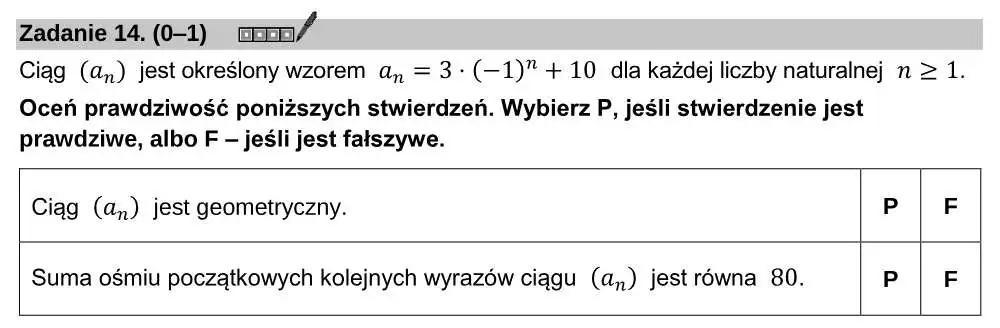 Zadanie 14. (0–1)
Ciąg (aₙ) jest określony wzorem aₙ = 3 · (−1)ⁿ + 10 dla każdej liczby naturalnej n ≥ 1.
Oceń prawdziwość poniższych stwierdzeń. Wybierz P, jeśli stwierdzenie jest
prawdziwe, albo F – jeśli jest fałszywe.
Ciąg (aₙ) jest geometryczny. P F
Suma ośmiu początkowych kolejnych wyrazów ciągu (aₙ) jest równa 80. P F